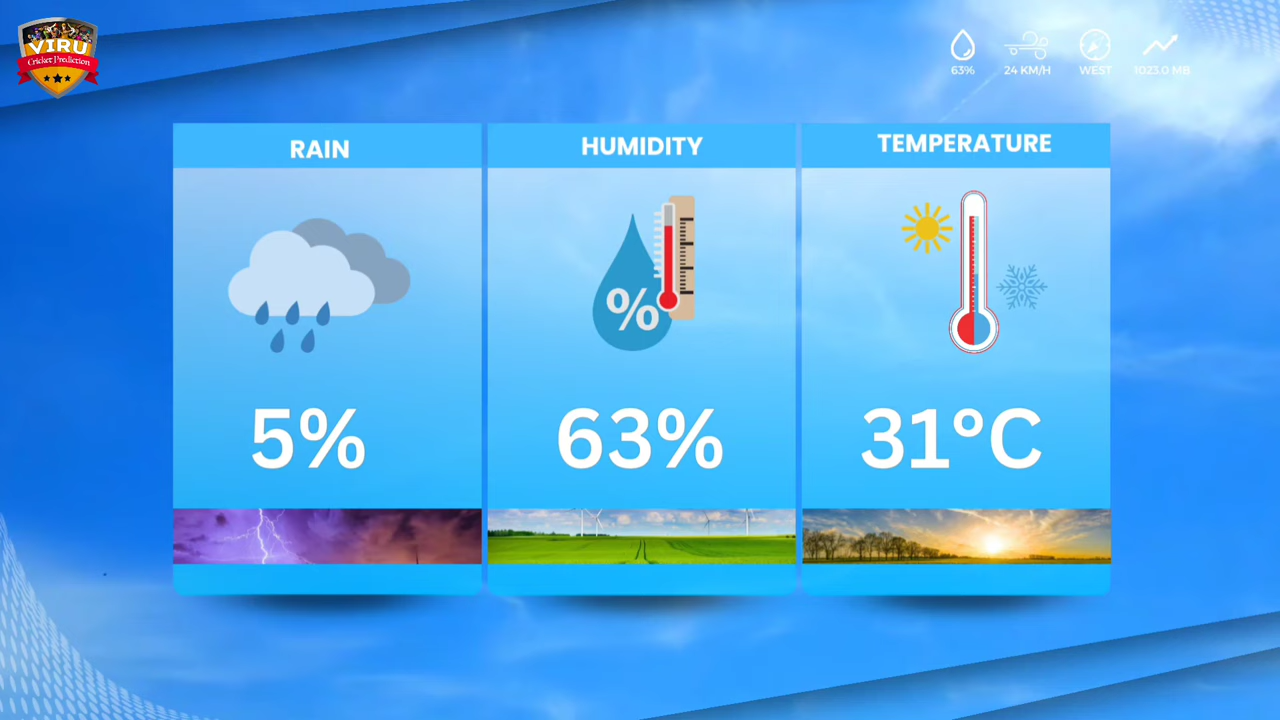 VIRU
Cricket Prediction
63%
24 KM/H
WEST
1023.0 MB
RAIN
HUMIDITY
TEMPERATURE
%
5%
63%
31°C